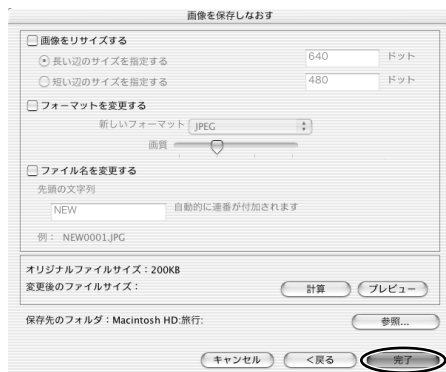 画像を保存しなおす
画像をリサイズする
長い辺のサイズを指定する 640 ドット
短い辺のサイズを指定する 480 ドット
フォーマットを変更する
新しいフォーマット JPEG
画質
ファイル名を変更する
先頭の文字列
NEW 自動的に連番が付加されます
例： NEW0001.JPG
オリジナルファイルサイズ：200KB
変更後のファイルサイズ： 計算 プレビュー
保存先のフォルダ：Macintosh HD:旅行: 参照...
キャンセル <戻る 完了